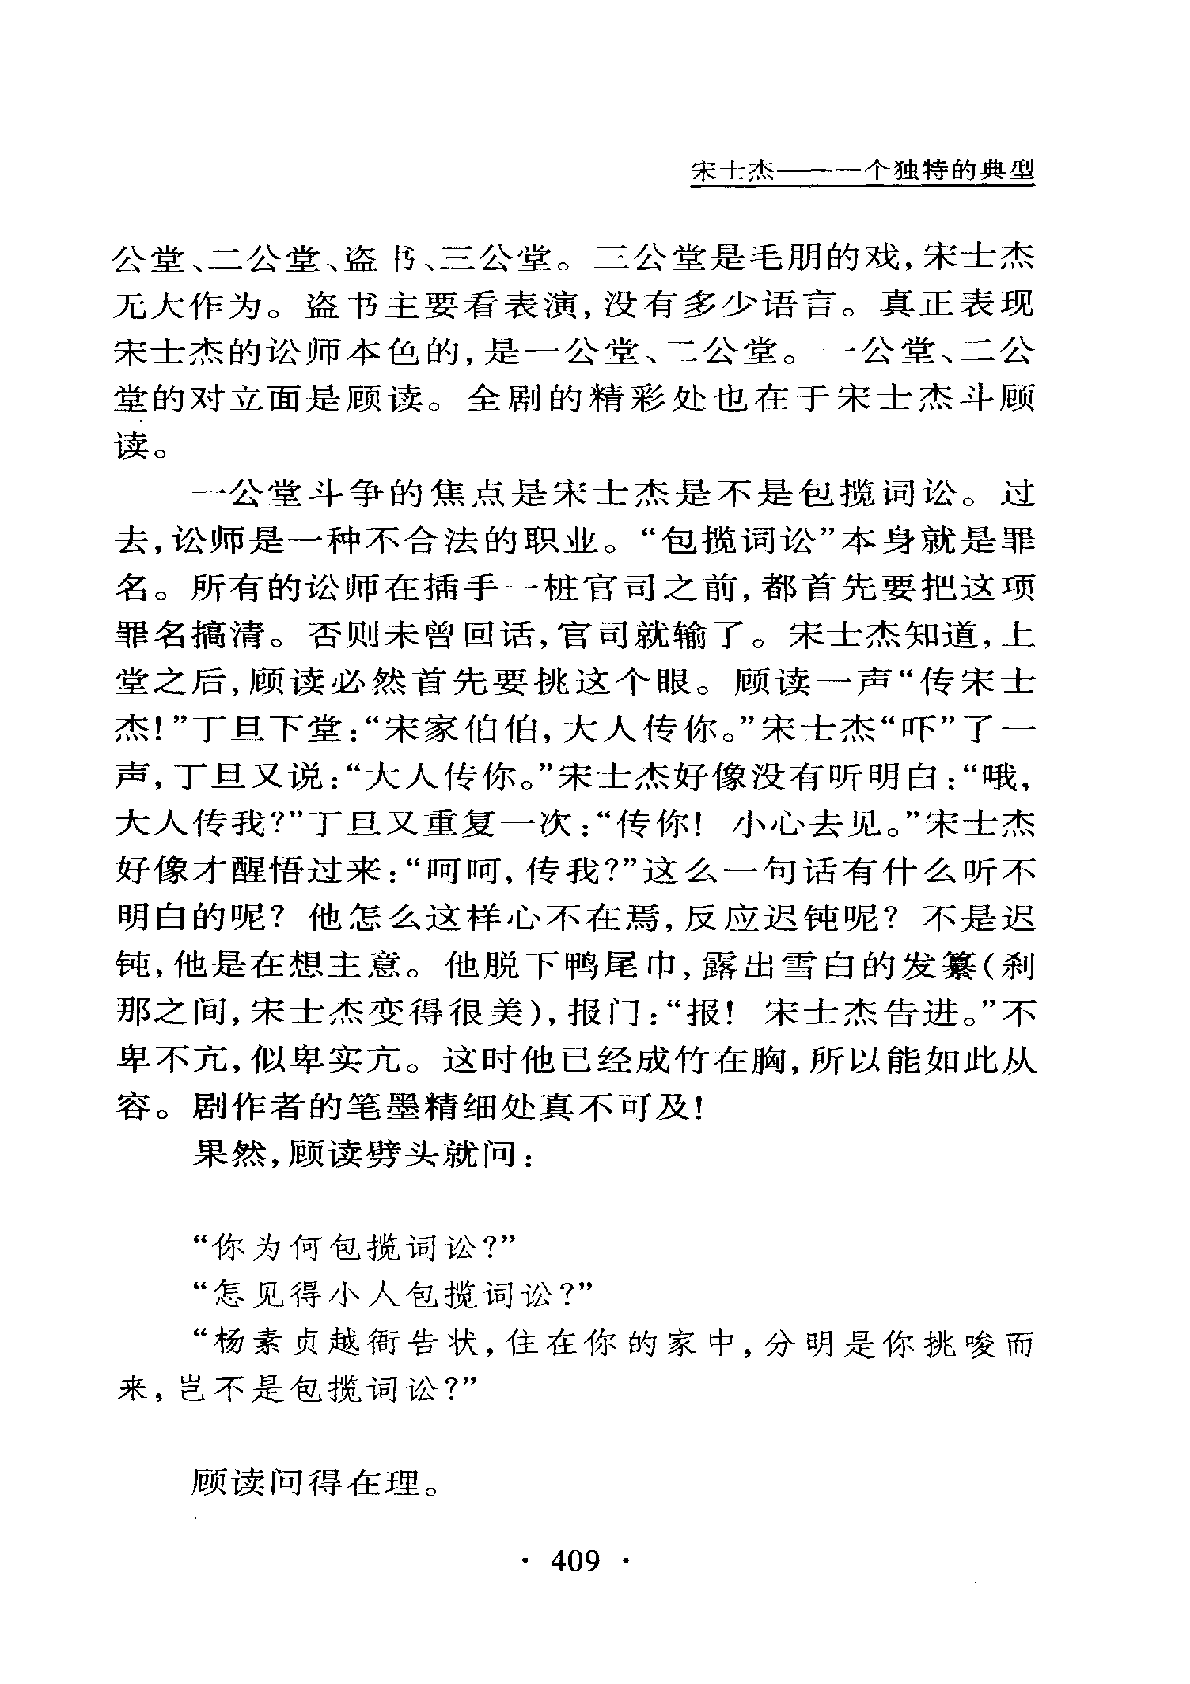 宋士杰——一个独特的典型
公堂、二公堂、盗书、三公堂。三公堂是毛朋的戏,宋士杰
无大作为。盗书主要看表演,没有多少语言。真正表现
宋士杰的讼师本色的,是一公堂、二公堂。一公堂、二公
堂的对立面是顾读。全剧的精彩处也在于宋士杰斗顾
读。
一公堂斗争的焦点是宋士杰是不是包揽词讼。过
去,讼师是一种不合法的职业。“包揽词讼”本身就是罪
名。所有的讼师在插手一桩官司之前,都首先要把这项
罪名搞清。否则未曾回话,官司就输了。宋士杰知道,上
堂之后,顾读必然首先要挑这个眼。顾读一声“传宋士
杰!”丁旦下堂:“宋家伯伯,大人传你。”宋士杰“吓”了一
声,丁旦又说:“大人传你。”宋士杰好像没有听明白:“哦,
大人传我?”丁旦又重复一次:“传你! 小心去见。”宋士杰
好像才醒悟过来:“呵呵,传我?”这么一句话有什么听不
明白的呢? 他怎么这样心不在焉,反应迟钝呢? 不是迟
钝,他是在想主意。他脱下鸭尾巾,露出雪白的发纂(刹
那之间,宋士杰变得很美),报门:“报! 宋士杰告进。”不
卑不亢,似卑实亢。这时他已经成竹在胸,所以能如此从
容。剧作者的笔墨精细处真不可及!
果然,顾读劈头就问:
“你为何包揽词讼?”
“怎见得小人包揽词讼?”
“杨素贞越衙告状,住在你的家中,分明是你挑唆而
来,岂不是包揽词讼?”
顾读问得在理。
· 409 ·